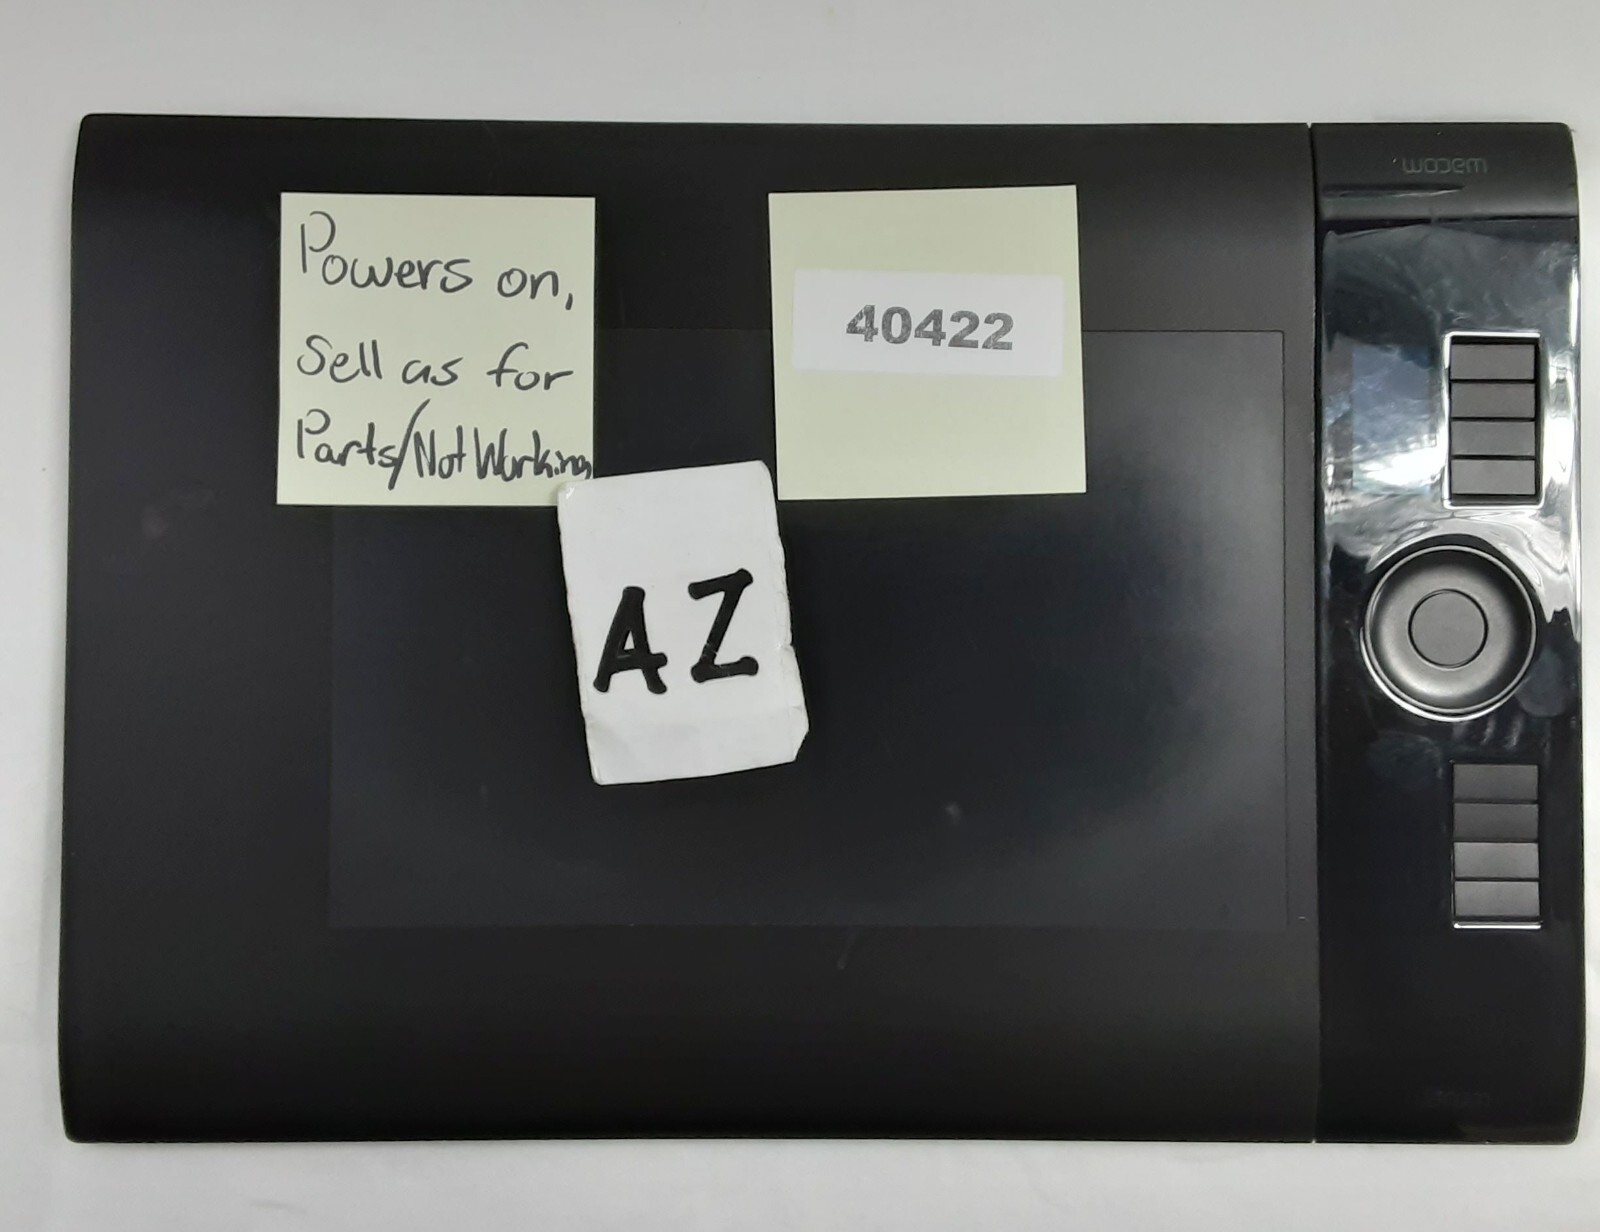 wacom
Powers on,
Sell as for
Parts/Not Working
40422
AZ